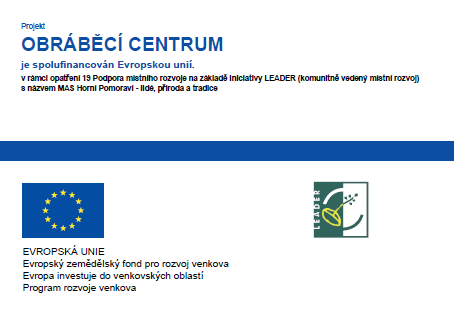 Projekt
OBRÁBĚCÍ CENTRUM
je spolufinancován Evropskou unií.
v rámci opatření 19 Podpora místního rozvoje na základě iniciativy LEADER (komunitně vedený místní rozvoj)
s názvem MAS Horní Pomoraví - lidé, příroda a tradice
LEADER
EVROPSKÁ UNIE
Evropský zemědělský fond pro rozvoj venkova
Evropa investuje do venkovských oblastí
Program rozvoje venkova